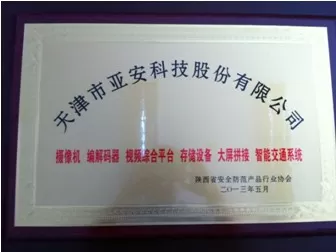 天津市亚安科技股份有限公司
摄像机 编解码器 视频综合平台 存储设备 大屏拼接 智能交通系统
陕西省安全防范产品行业协会
二〇一三年五月